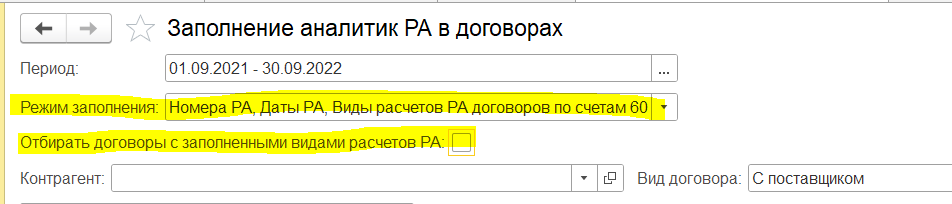 Заполнение аналитик РА в договорах
Период: 01.09.2021 - 30.09.2022 ...
Режим заполнения: Номера РА, Даты РА, Виды расчетов РА договоров по счетам 60
Отбирать договоры с заполненными видами расчетов РА:
Контрагент: Вид договора: С поставщиком